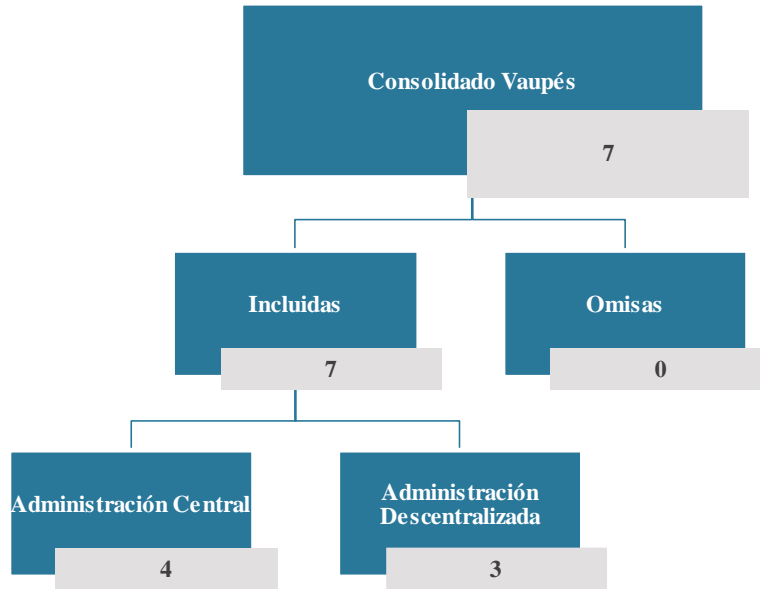 Consolidado Vaupés
7
Incluidas
7
Omisas
0
Administración Central
4
Administración
Descentralizada
3